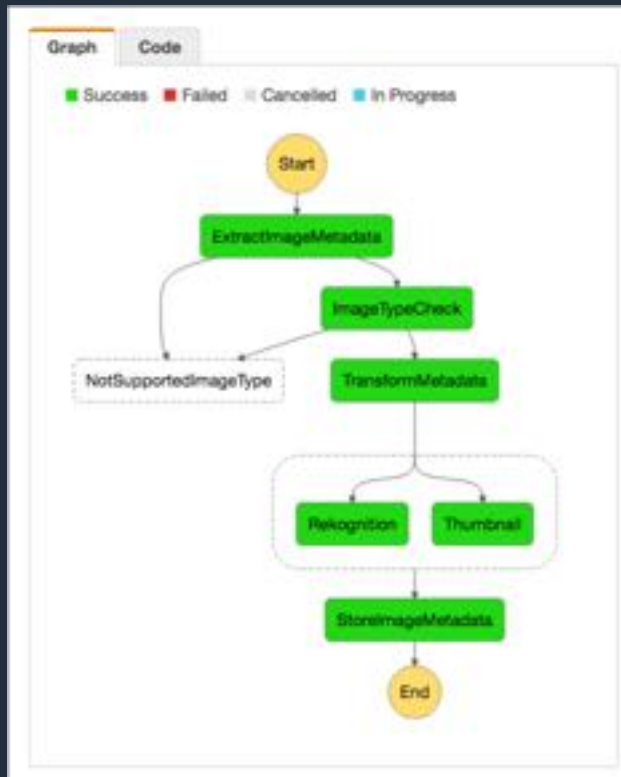 Graph Code
Success Failed Cancelled In Progress
Start
ExtractImageMetadata
ImageTypeCheck
NotSupportedImageType TransformMetadata
Rekognition Thumbnail
StoreImageMetadata
End